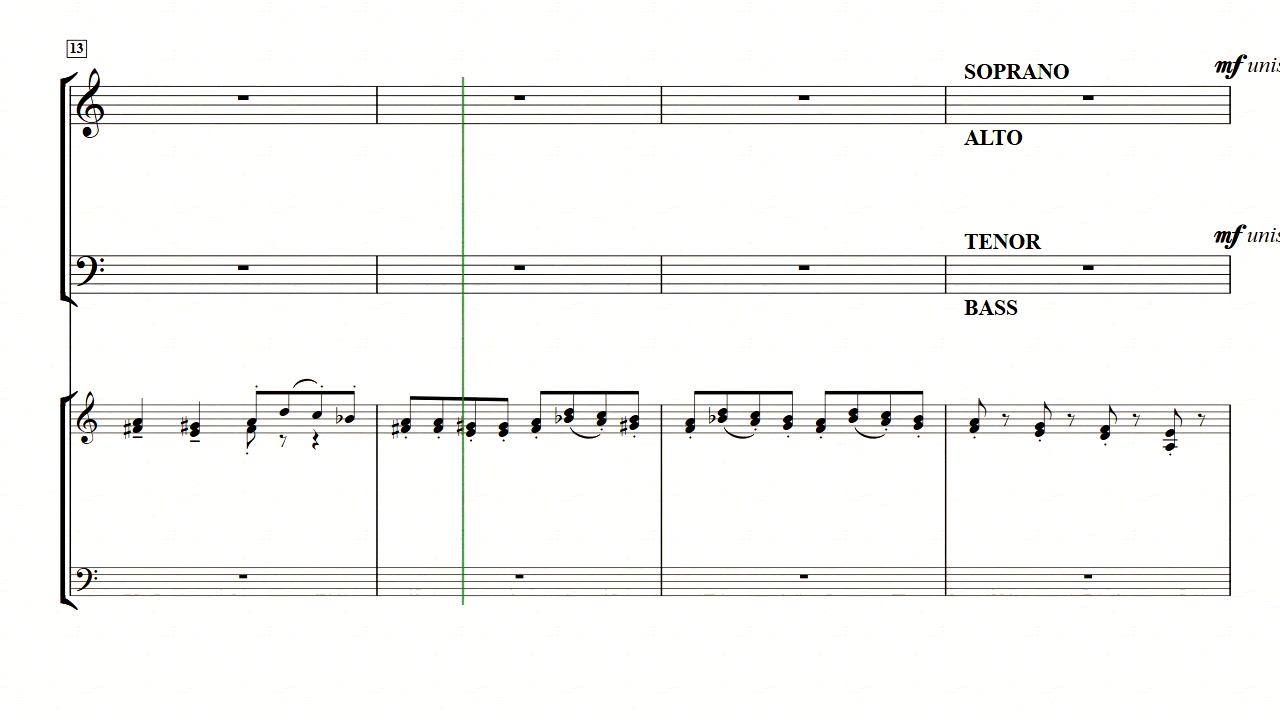 13
SOPRANO
mf unis
ALTO
TENOR
mf unis
BASS